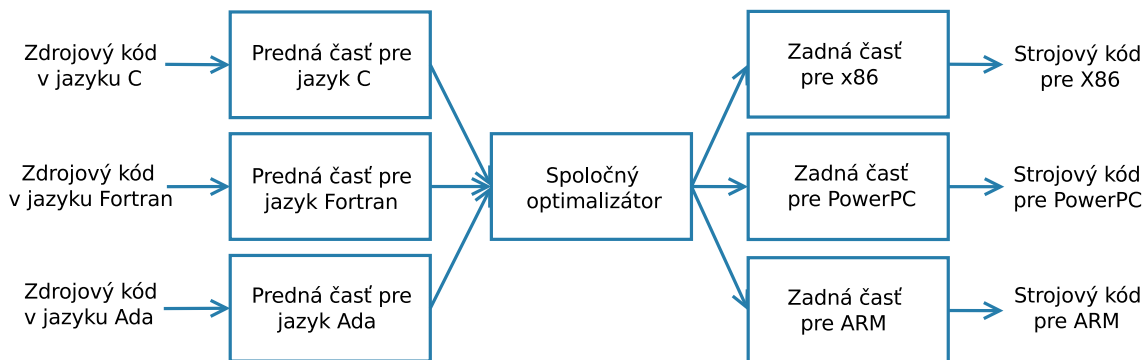 Zdrojový kód
v jazyku C
Predná časť pre
jazyk C
Zadná časť
pre x86
Strojový kód
pre X86
Zdrojový kód
v jazyku Fortran
Predná časť pre
jazyk Fortran
Spoločný
optimalizátor
Zadná časť
pre PowerPC
Strojový kód
pre PowerPC
Zdrojový kód
v jazyku Ada
Predná časť pre
jazyk Ada
Zadná časť
pre ARM
Strojový kód
pre ARM